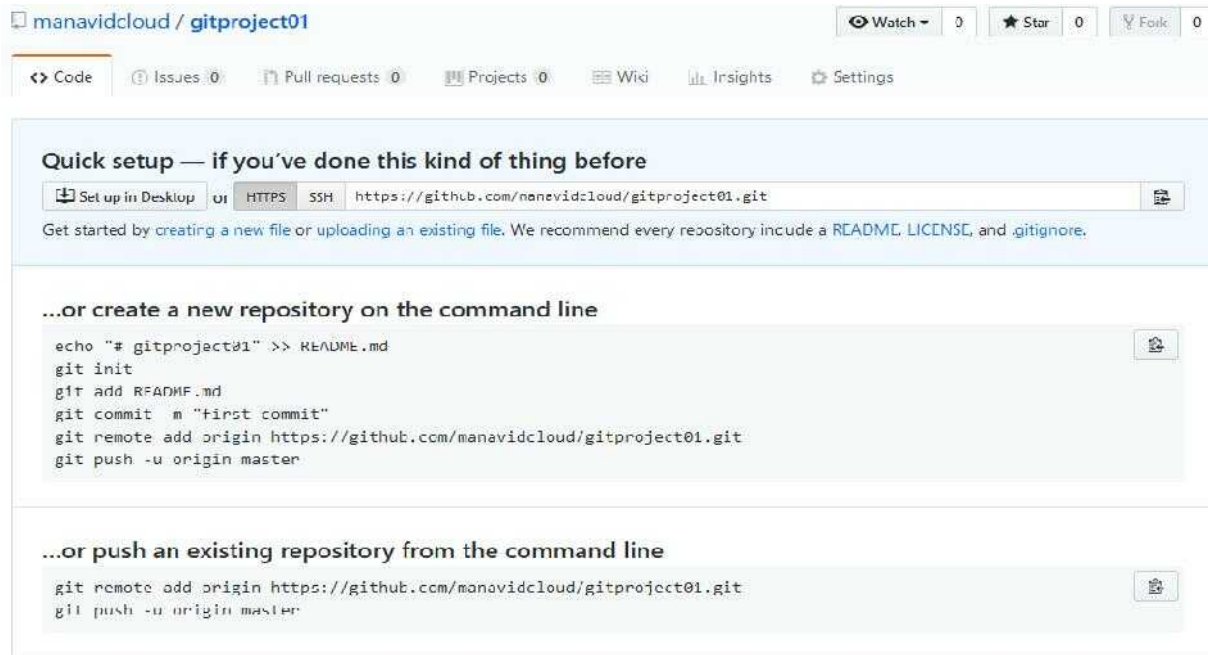 manavidcloud / gitproject01
Watch 0 Star 0 Fork 0
Code Issues 0 Pull requests 0 Projects 0 Wiki Insights Settings
Quick setup — if you've done this kind of thing before
Set up in Desktop or HTTPS SSH https://github.com/manavidcloud/gitproject01.git
Get started by creating a new file or uploading an existing file. We recommend every repository include a README, LICENSE, and .gitignore.
...or create a new repository on the command line
echo "# gitproject01" >> README.md
git init
git add README.md
git commit -m "first commit"
git remote add origin https://github.com/manavidcloud/gitproject01.git
git push -u origin master
...or push an existing repository from the command line
git remote add origin https://github.com/manavidcloud/gitproject01.git
git push -u origin master